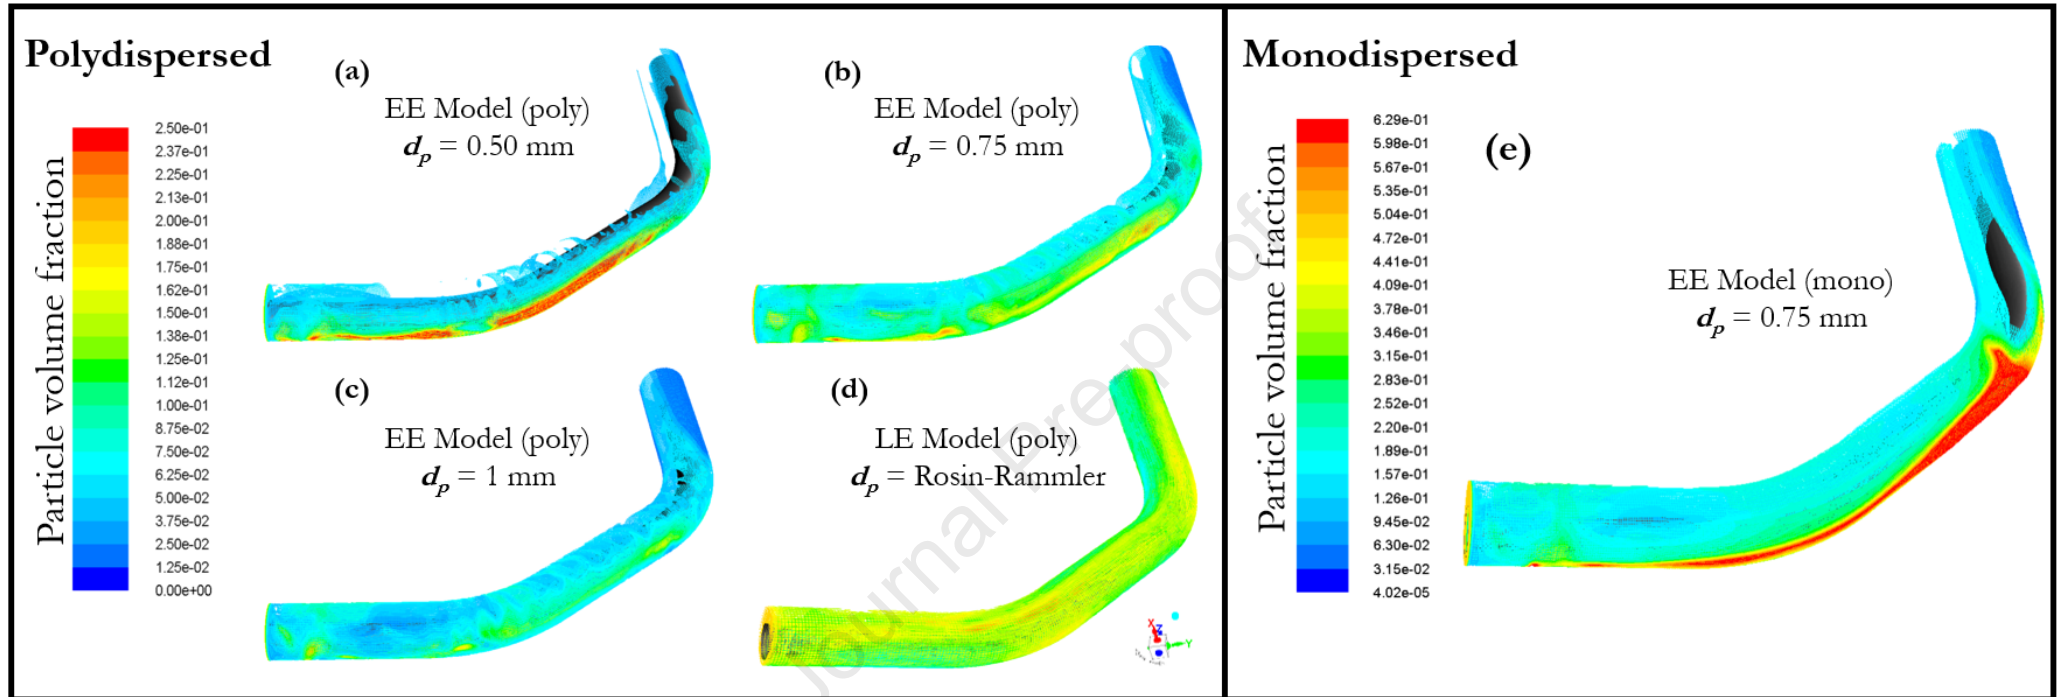 Polydispersed
Particle volume fraction
2.50e-01
2.37e-01
2.25e-01
2.13e-01
2.00e-01
1.88e-01
1.75e-01
1.62e-01
1.50e-01
1.38e-01
1.25e-01
1.12e-01
1.00e-01
8.75e-02
7.50e-02
6.25e-02
5.00e-02
3.75e-02
2.50e-02
1.25e-02
0.00e+00
(a)
EE Model (poly)
dp = 0.50 mm
(b)
EE Model (poly)
dp = 0.75 mm
(c)
EE Model (poly)
dp = 1 mm
(d)
LE Model (poly)
dp = Rosin-Rammler
X
Z
Y
Journal Pre-proof
Monodispersed
Particle volume fraction
6.29e-01
5.98e-01
5.67e-01
5.35e-01
5.04e-01
4.72e-01
4.41e-01
4.09e-01
3.78e-01
3.46e-01
3.15e-01
2.83e-01
2.52e-01
2.20e-01
1.89e-01
1.57e-01
1.26e-01
9.45e-02
6.30e-02
3.15e-02
4.02e-05
(e)
EE Model (mono)
dp = 0.75 mm